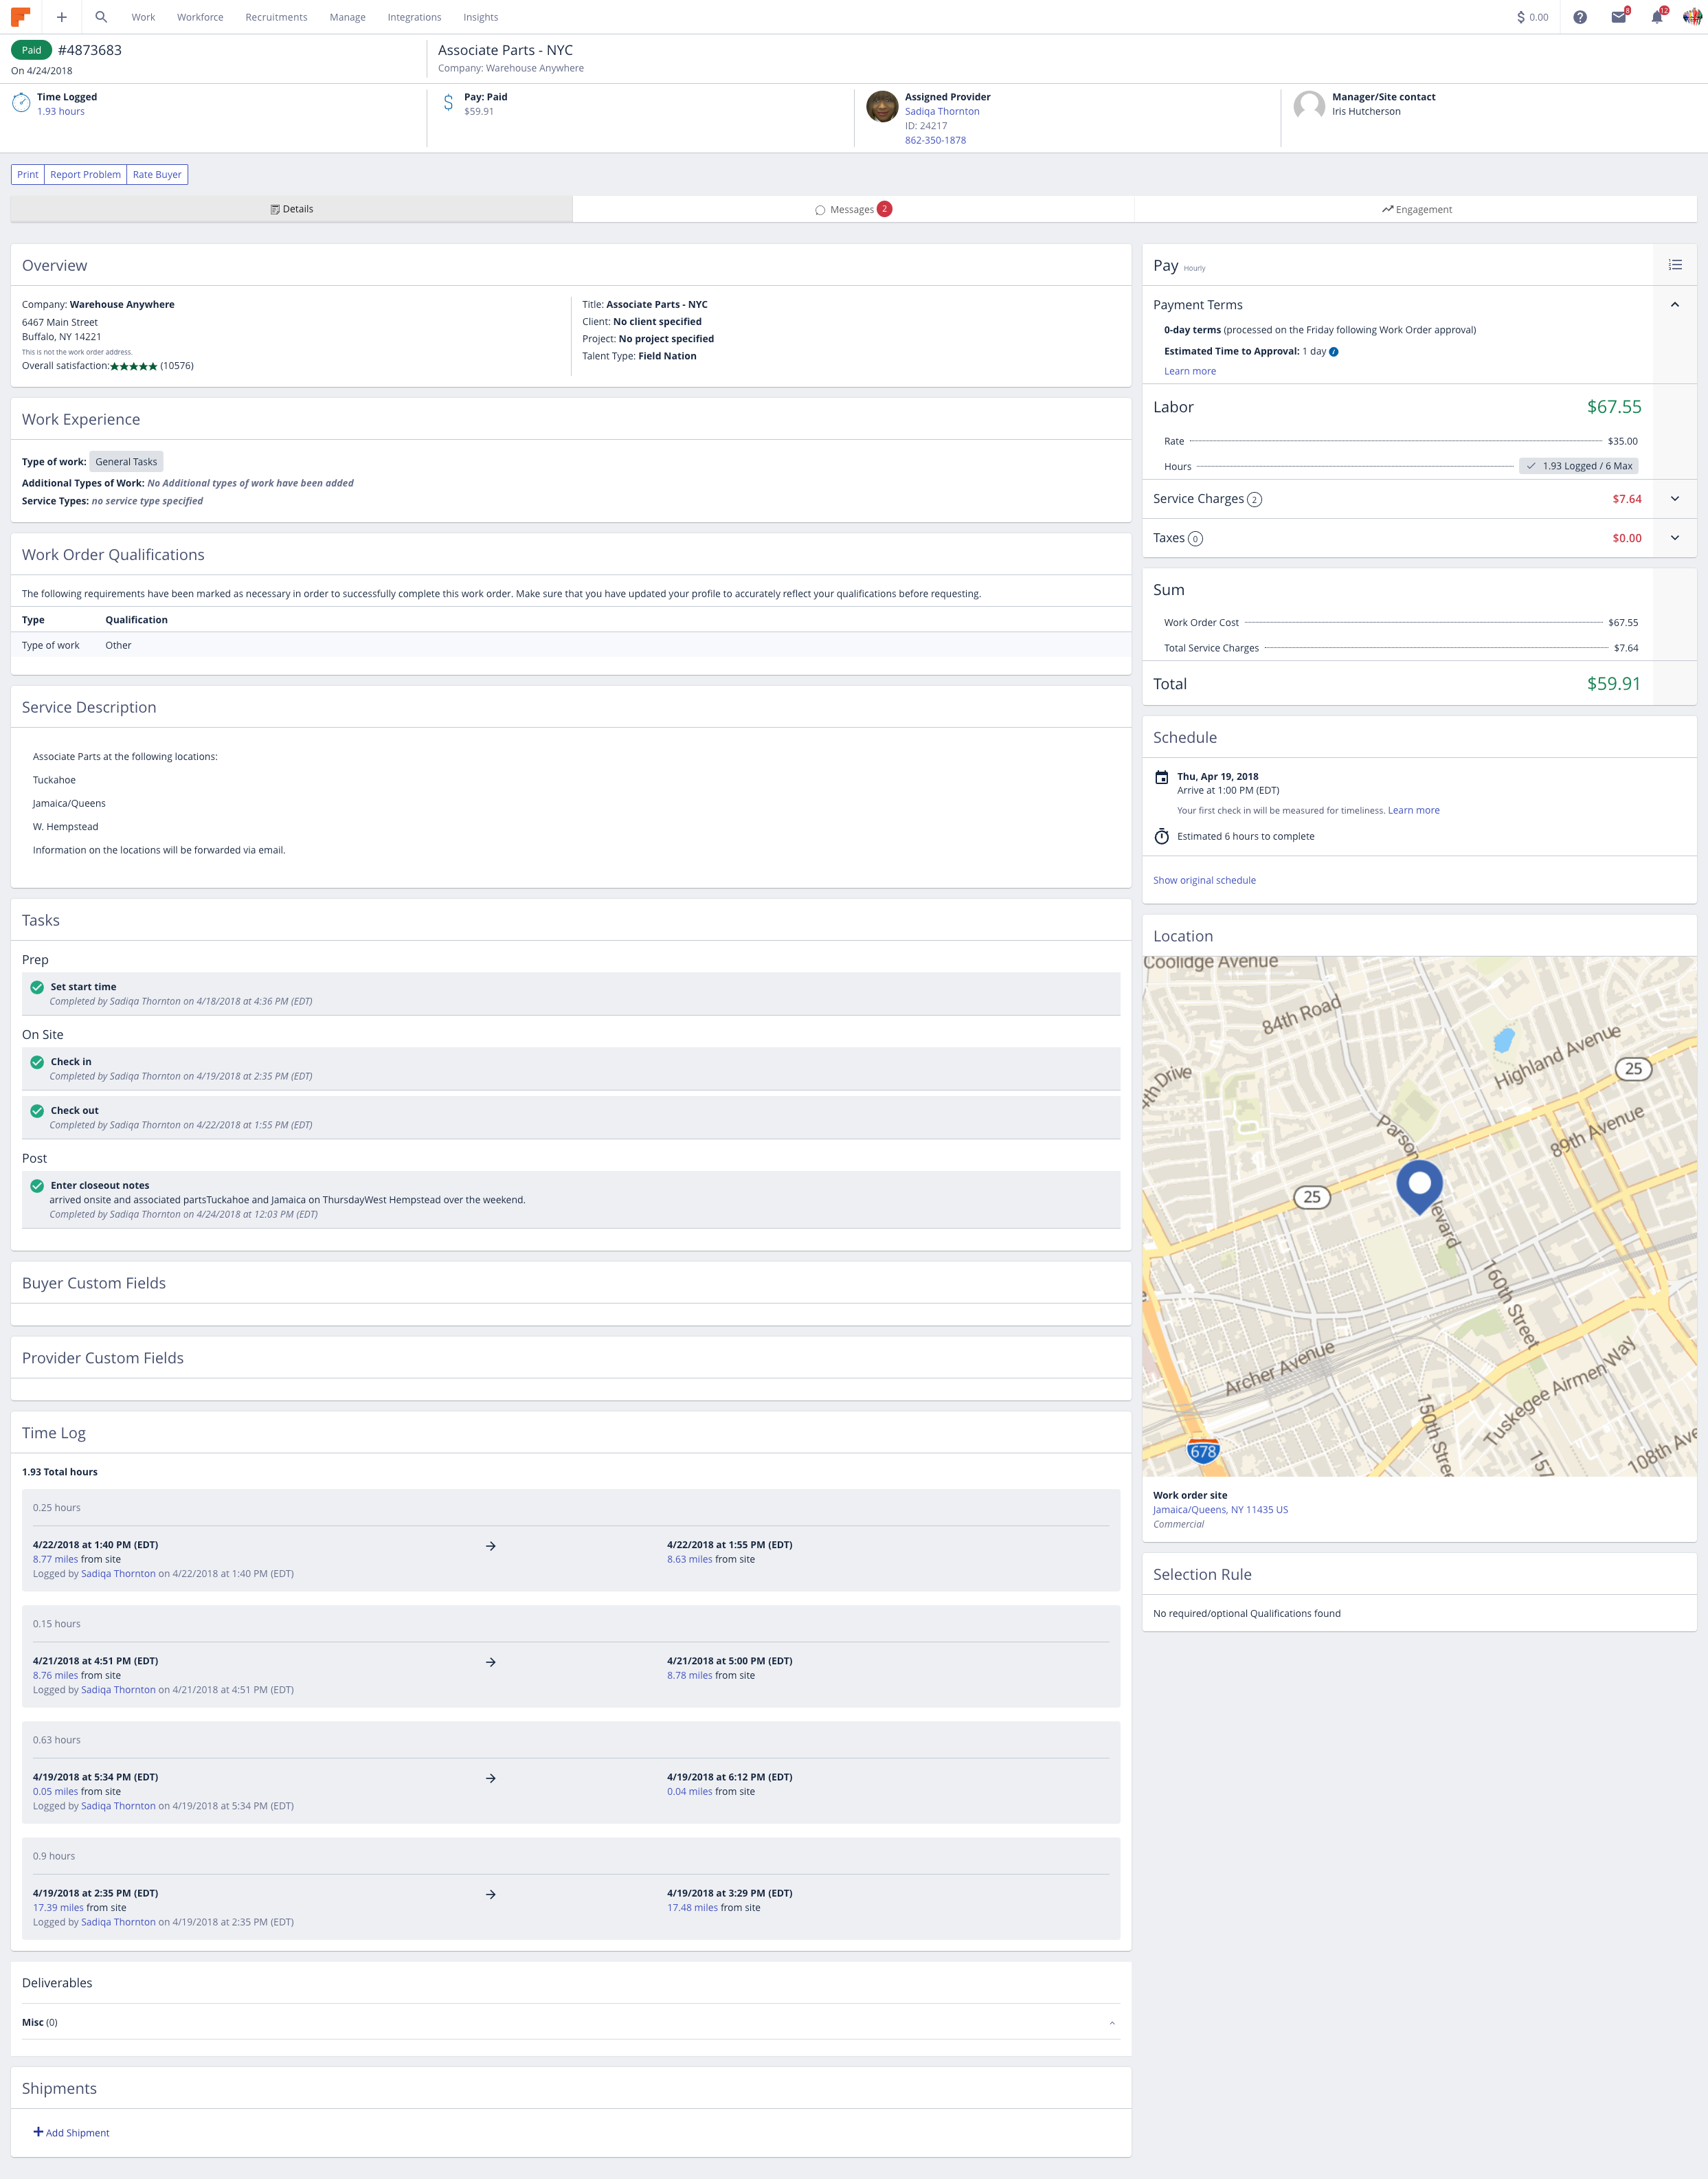 Work Workforce Recruitments Manage Integrations Insights
0.00
8
12
Paid #4873683
On 4/24/2018
Associate Parts - NYC
Company: Warehouse Anywhere
Time Logged
1.93 hours
Pay: Paid
$59.91
Assigned Provider
Sadiqa Thornton
ID: 24217
862-350-1878
Manager/Site contact
Iris Hutcherson
Print Report Problem Rate Buyer
Details
Messages 2
Engagement
Overview
Company: Warehouse Anywhere
6467 Main Street
Buffalo, NY 14221
This is not the work order address.
Overall satisfaction:★★★★★ (10576)
Title: Associate Parts - NYC
Client: No client specified
Project: No project specified
Talent Type: Field Nation
Work Experience
Type of work: General Tasks
Additional Types of Work: No Additional types of work have been added
Service Types: no service type specified
Work Order Qualifications
The following requirements have been marked as necessary in order to successfully complete this work order. Make sure that you have updated your profile to accurately reflect your qualifications before requesting.
Type Qualification
Type of work Other
Service Description
Associate Parts at the following locations:
Tuckahoe
Jamaica/Queens
W. Hempstead
Information on the locations will be forwarded via email.
Tasks
Prep
Set start time
Completed by Sadiqa Thornton on 4/18/2018 at 4:36 PM (EDT)
On Site
Check in
Completed by Sadiqa Thornton on 4/19/2018 at 2:35 PM (EDT)
Check out
Completed by Sadiqa Thornton on 4/22/2018 at 1:55 PM (EDT)
Post
Enter closeout notes
arrived onsite and associated partsTuckahoe and Jamaica on ThursdayWest Hempstead over the weekend.
Completed by Sadiqa Thornton on 4/24/2018 at 12:03 PM (EDT)
Buyer Custom Fields
Provider Custom Fields
Time Log
1.93 Total hours
0.25 hours
4/22/2018 at 1:40 PM (EDT)
8.77 miles from site
Logged by Sadiqa Thornton on 4/22/2018 at 1:40 PM (EDT)
4/22/2018 at 1:55 PM (EDT)
8.63 miles from site
0.15 hours
4/21/2018 at 4:51 PM (EDT)
8.76 miles from site
Logged by Sadiqa Thornton on 4/21/2018 at 4:51 PM (EDT)
4/21/2018 at 5:00 PM (EDT)
8.78 miles from site
0.63 hours
4/19/2018 at 5:34 PM (EDT)
0.05 miles from site
Logged by Sadiqa Thornton on 4/19/2018 at 5:34 PM (EDT)
4/19/2018 at 6:12 PM (EDT)
0.04 miles from site
0.9 hours
4/19/2018 at 2:35 PM (EDT)
17.39 miles from site
Logged by Sadiqa Thornton on 4/19/2018 at 2:35 PM (EDT)
4/19/2018 at 3:29 PM (EDT)
17.48 miles from site
Deliverables
Misc (0)
Shipments
Add Shipment
Pay Hourly
Payment Terms
0-day terms (processed on the Friday following Work Order approval)
Estimated Time to Approval: 1 day
Learn more
Labor $67.55
Rate $35.00
Hours 1.93 Logged / 6 Max
Service Charges 2 $7.64
Taxes 0 $0.00
Sum
Work Order Cost $67.55
Total Service Charges $7.64
Total $59.91
Schedule
Thu, Apr 19, 2018
Arrive at 1:00 PM (EDT)
Your first check in will be measured for timeliness. Learn more
Estimated 6 hours to complete
Show original schedule
Location
Coolidge Avenue
84th Road
Highland Avenue
25
4th Drive
89th Avenue
Parson
25
levard
160th Street
Archer Avenue
Tuskegee Airmen Way
150th Stree
157
108th Ave
678
Work order site
Jamaica/Queens, NY 11435 US
Commercial
Selection Rule
No required/optional Qualifications found